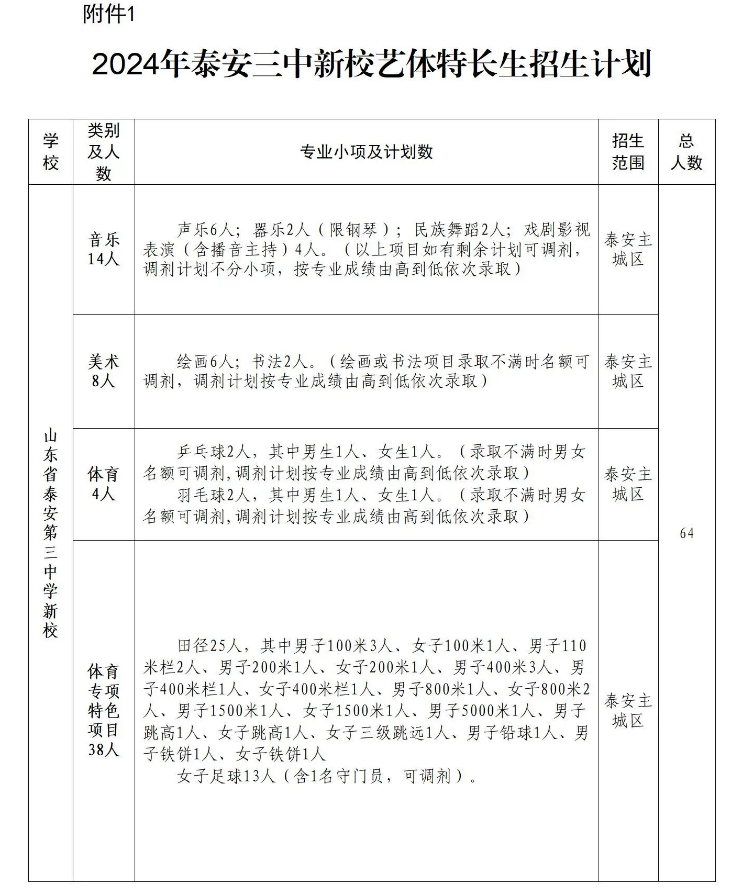 附件1
2024年泰安三中新校艺体特长生招生计划
学校
类别及人数
专业小项及计划数
招生范围
总人数
山东省泰安第三中学新校
音乐
14人
声乐6人；器乐2人（限钢琴）；民族舞蹈2人；戏剧影视
表演（含播音主持）4人。（以上项目如有剩余计划可调剂，
调剂计划不分小项，按专业成绩由高到低依次录取）
泰安主
城区
美术
8人
绘画6人；书法2人。（绘画或书法项目录取不满时名额可
调剂，调剂计划按专业成绩由高到低依次录取）
泰安主
城区
体育
4人
乒乓球2人，其中男生1人、女生1人。（录取不满时男女
名额可调剂,调剂计划按专业成绩由高到低依次录取）
羽毛球2人，其中男生1人、女生1人。（录取不满时男女
名额可调剂,调剂计划按专业成绩由高到低依次录取）
泰安主
城区
64
体育
专项
特色
项目
38人
田径25人，其中男子100米3人、女子100米1人、男子110
米栏2人、男子200米1人、女子200米1人、男子400米3人、男
子400米栏1人、女子400米栏1人、男子800米1人、女子800米2
人、男子1500米1人、女子1500米1人、男子5000米1人、男子
跳高1人、女子跳高1人、女子三级跳远1人、男子铅球1人、男
子铁饼1人、女子铁饼1人
女子足球13人（含1名守门员，可调剂）。
泰安主
城区